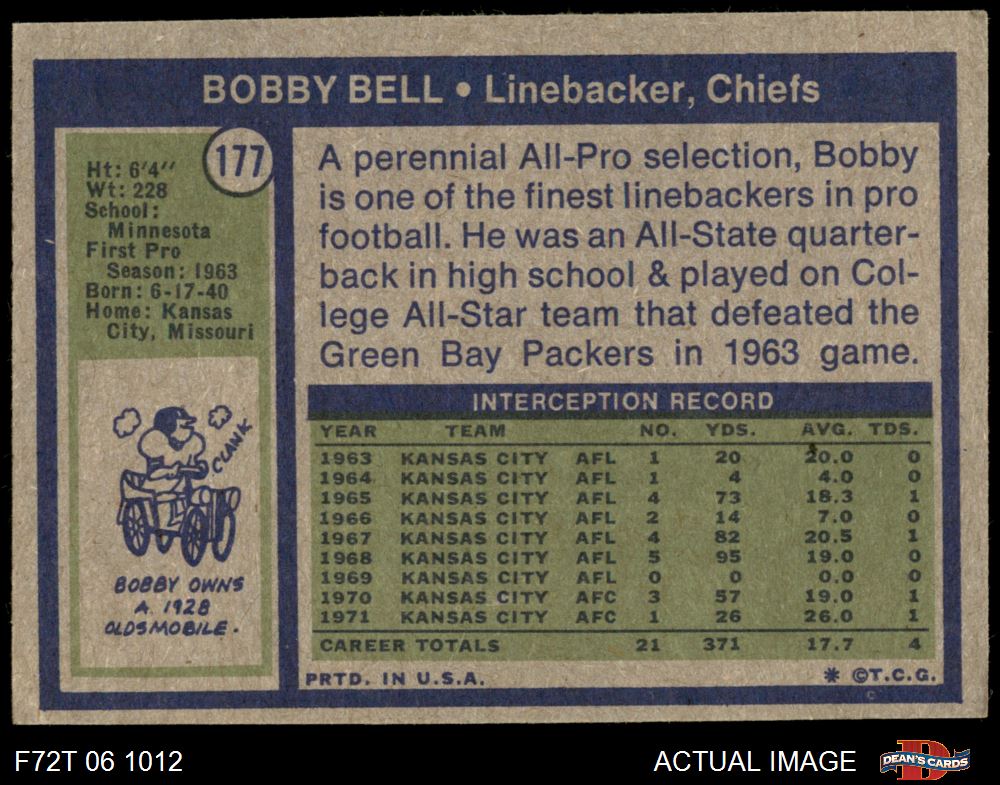 BOBBY BELL • Linebacker, Chiefs
177
Ht: 6'4''
Wt: 228
School:
Minnesota
First Pro
Season: 1963
Born: 6-17-40
Home: Kansas
City, Missouri
CLANK
BOBBY OWNS
A 1928
OLDSMOBILE.
A perennial All-Pro selection, Bobby
is one of the finest linebackers in pro
football. He was an All-State quarter-
back in high school & played on Col-
lege All-Star team that defeated the
Green Bay Packers in 1963 game.
INTERCEPTION RECORD
YEAR TEAM NO. YDS. AVG. TDS.
1963 KANSAS CITY AFL 1 20 20.0 0
1964 KANSAS CITY AFL 1 4 4.0 0
1965 KANSAS CITY AFL 4 73 18.3 1
1966 KANSAS CITY AFL 2 14 7.0 0
1967 KANSAS CITY AFL 4 82 20.5 1
1968 KANSAS CITY AFL 5 95 19.0 0
1969 KANSAS CITY AFL 0 0 0.0 0
1970 KANSAS CITY AFC 3 57 19.0 1
1971 KANSAS CITY AFC 1 26 26.0 1
CAREER TOTALS 21 371 17.7 4
PRTD. IN U.S.A. * ©T.C.G.
C
F72T 06 1012 ACTUAL IMAGE D DEAN'S CARDS